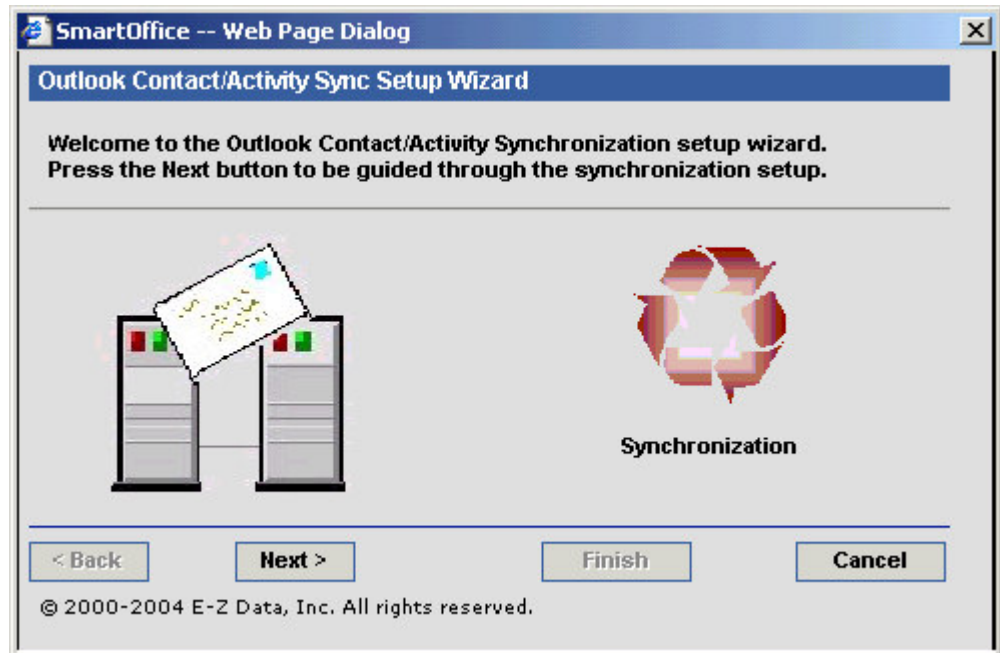 SmartOffice -- Web Page Dialog
Outlook Contact/Activity Sync Setup Wizard
Welcome to the Outlook Contact/Activity Synchronization setup wizard.
Press the Next button to be guided through the synchronization setup.
Synchronization
< Back
Next >
Finish
Cancel
© 2000-2004 E-Z Data, Inc. All rights reserved.